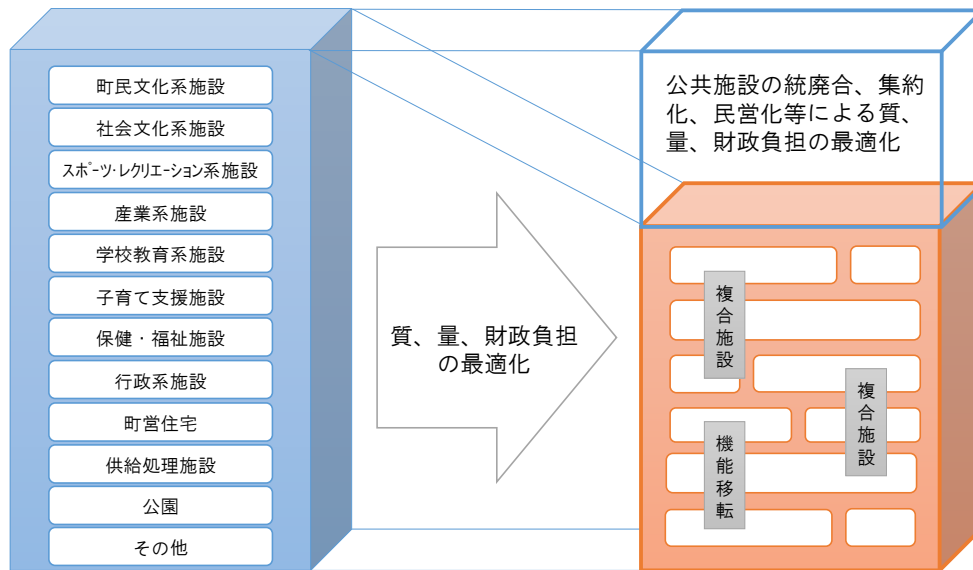 町民文化系施設
社会文化系施設
スポーツ・レクリエーション系施設
産業系施設
学校教育系施設
子育て支援施設
保健・福祉施設
行政系施設
町営住宅
供給処理施設
公園
その他
質、量、財政負担
の最適化
公共施設の統廃合、集約
化、民営化等による質、
量、財政負担の最適化
複合施設
複合施設
機能移転